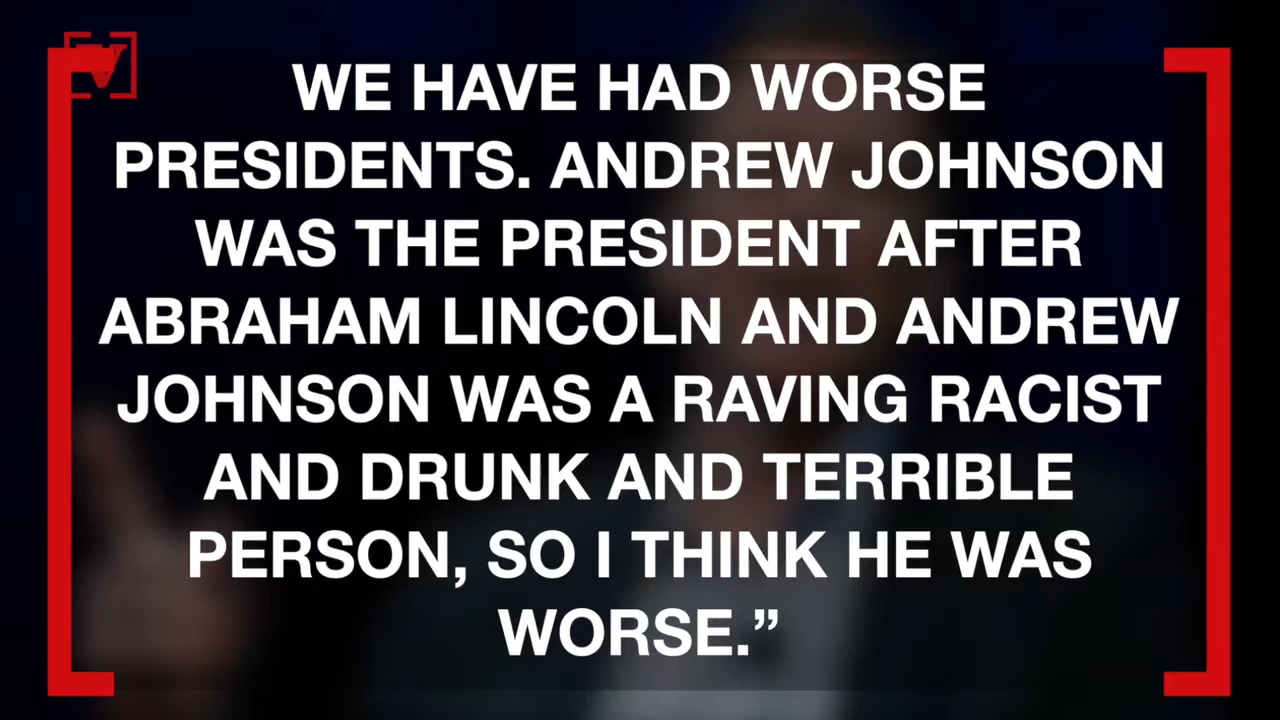 WE HAVE HAD WORSE
PRESIDENTS. ANDREW JOHNSON
WAS THE PRESIDENT AFTER
ABRAHAM LINCOLN AND ANDREW
JOHNSON WAS A RAVING RACIST
AND DRUNK AND TERRIBLE
PERSON, SO I THINK HE WAS
WORSE.”